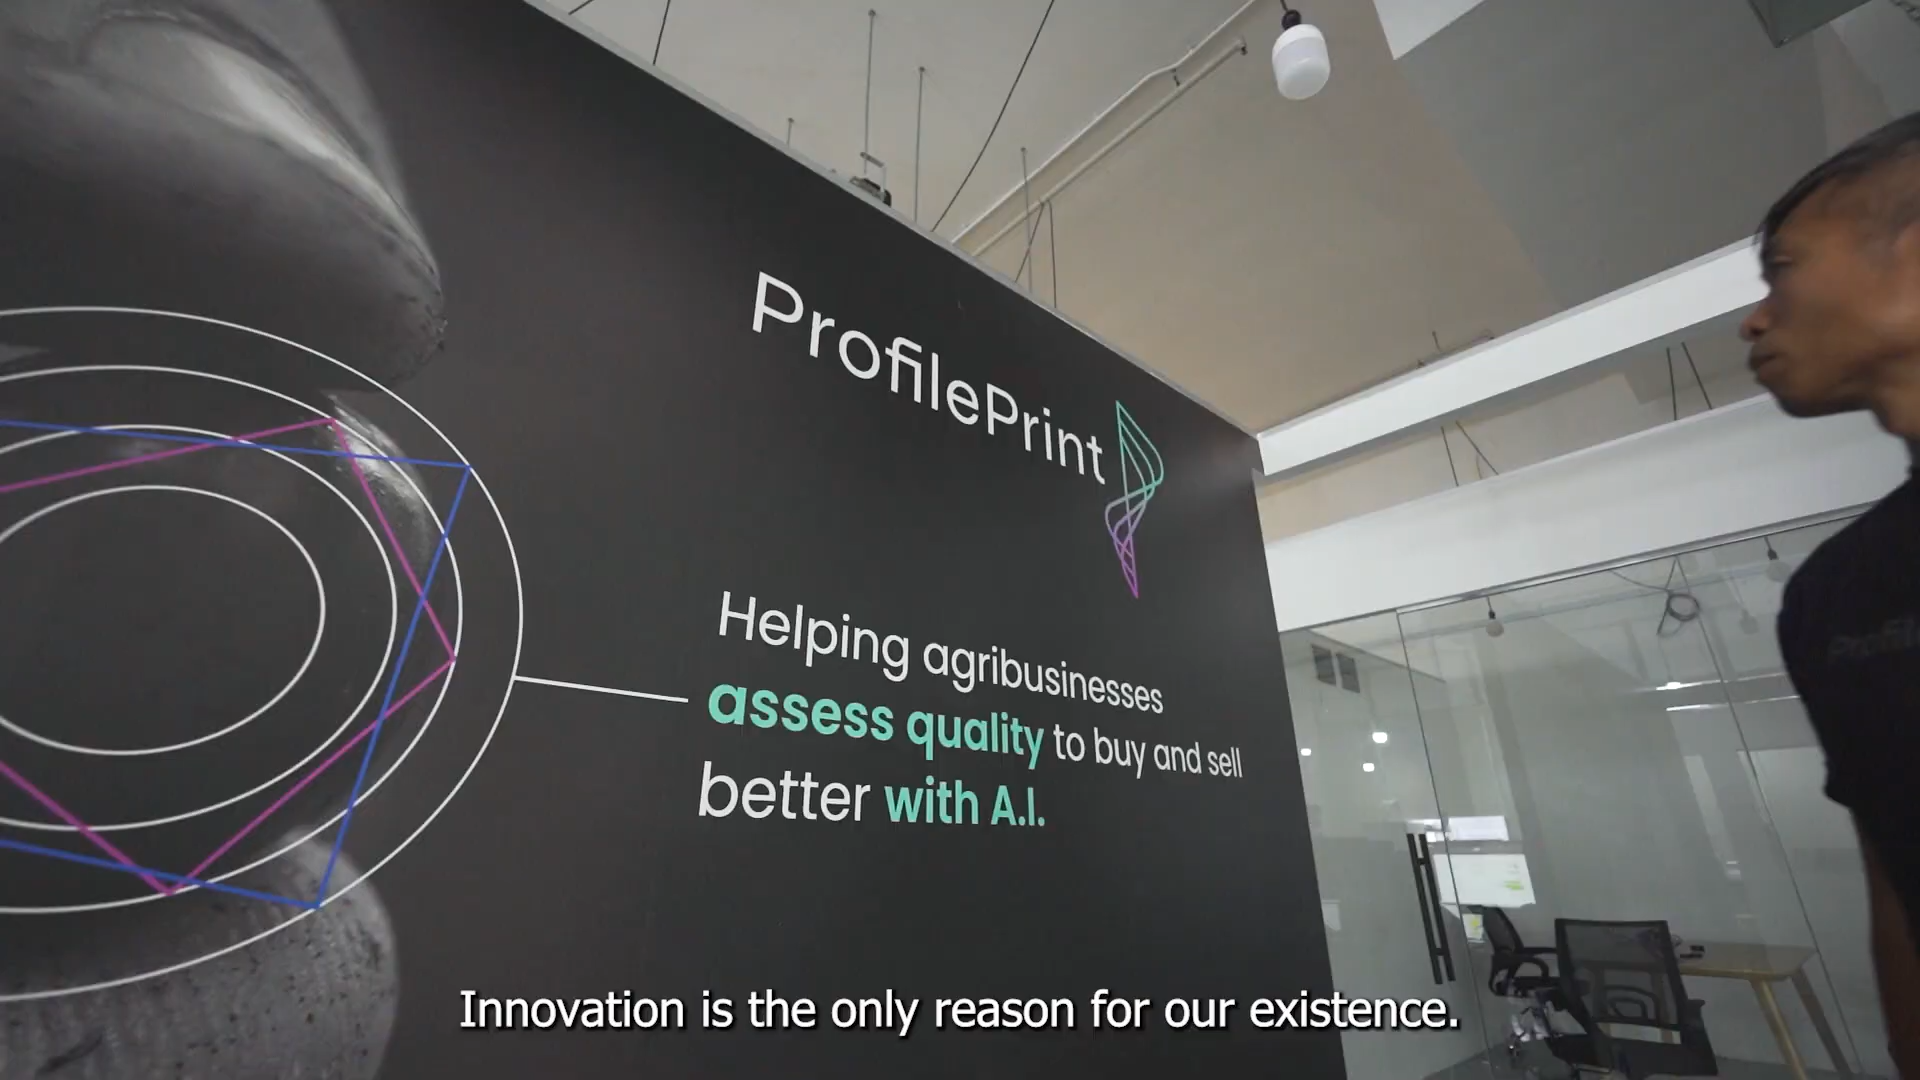 ProfilePrint
Helping agribusinesses
assess quality to buy and sell
better with A.I.
Innovation is the only reason for our existence.